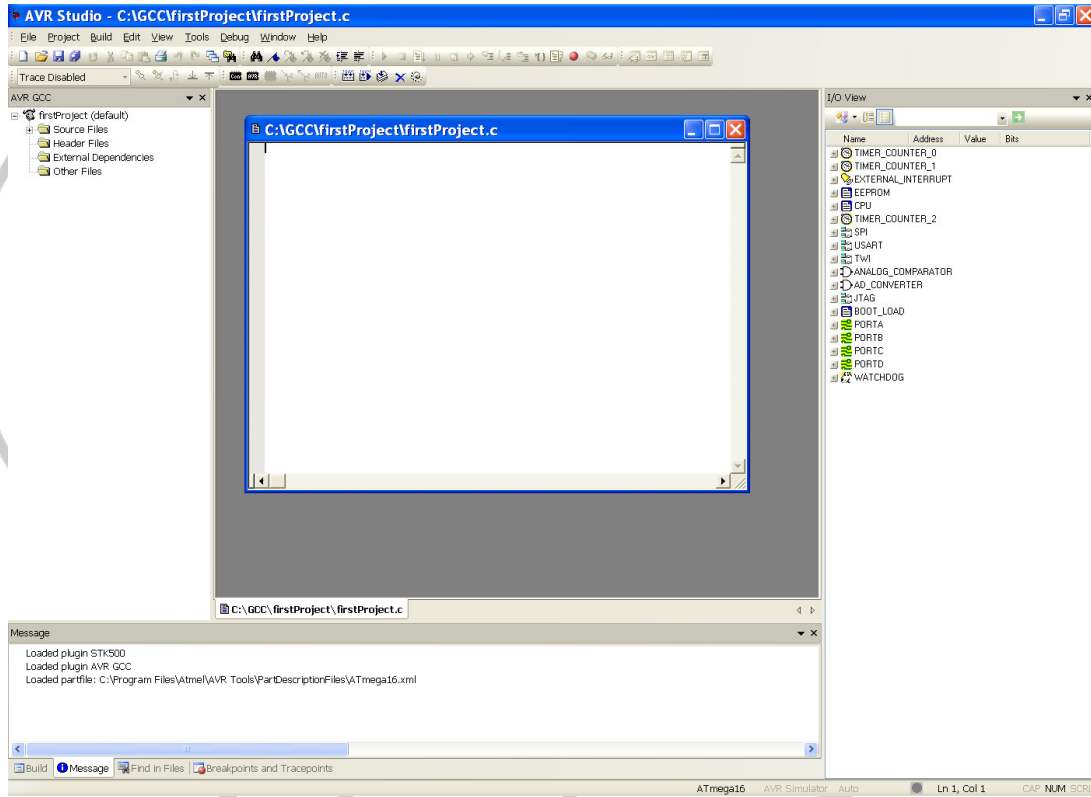 AVR Studio - C:\GCC\firstProject\firstProject.c
File Project Build Edit View Tools Debug Window Help
Trace Disabled
AVR GCC
firstProject (default)
Source Files
Header Files
External Dependencies
Other Files
C:\GCC\firstProject\firstProject.c
C:\GCC\firstProject\firstProject.c
I/O View
Name Address Value Bits
TIMER_COUNTER_0
TIMER_COUNTER_1
EXTERNAL_INTERRUPT
EEPROM
CPU
TIMER_COUNTER_2
SPI
USART
TWI
ANALOG_COMPARATOR
AD_CONVERTER
JTAG
BOOT_LOAD
PORTA
PORTB
PORTC
PORTD
WATCHDOG
Message
Loaded plugin STK500
Loaded plugin AVR GCC
Loaded partfile: C:\Program Files\Atmel\AVR Tools\PartDescriptionFiles\ATmega16.xml
Build Message Find in Files Breakpoints and Tracepoints
ATmega16 AVR Simulator Auto Ln 1, Col 1 CAP NUM SCRL